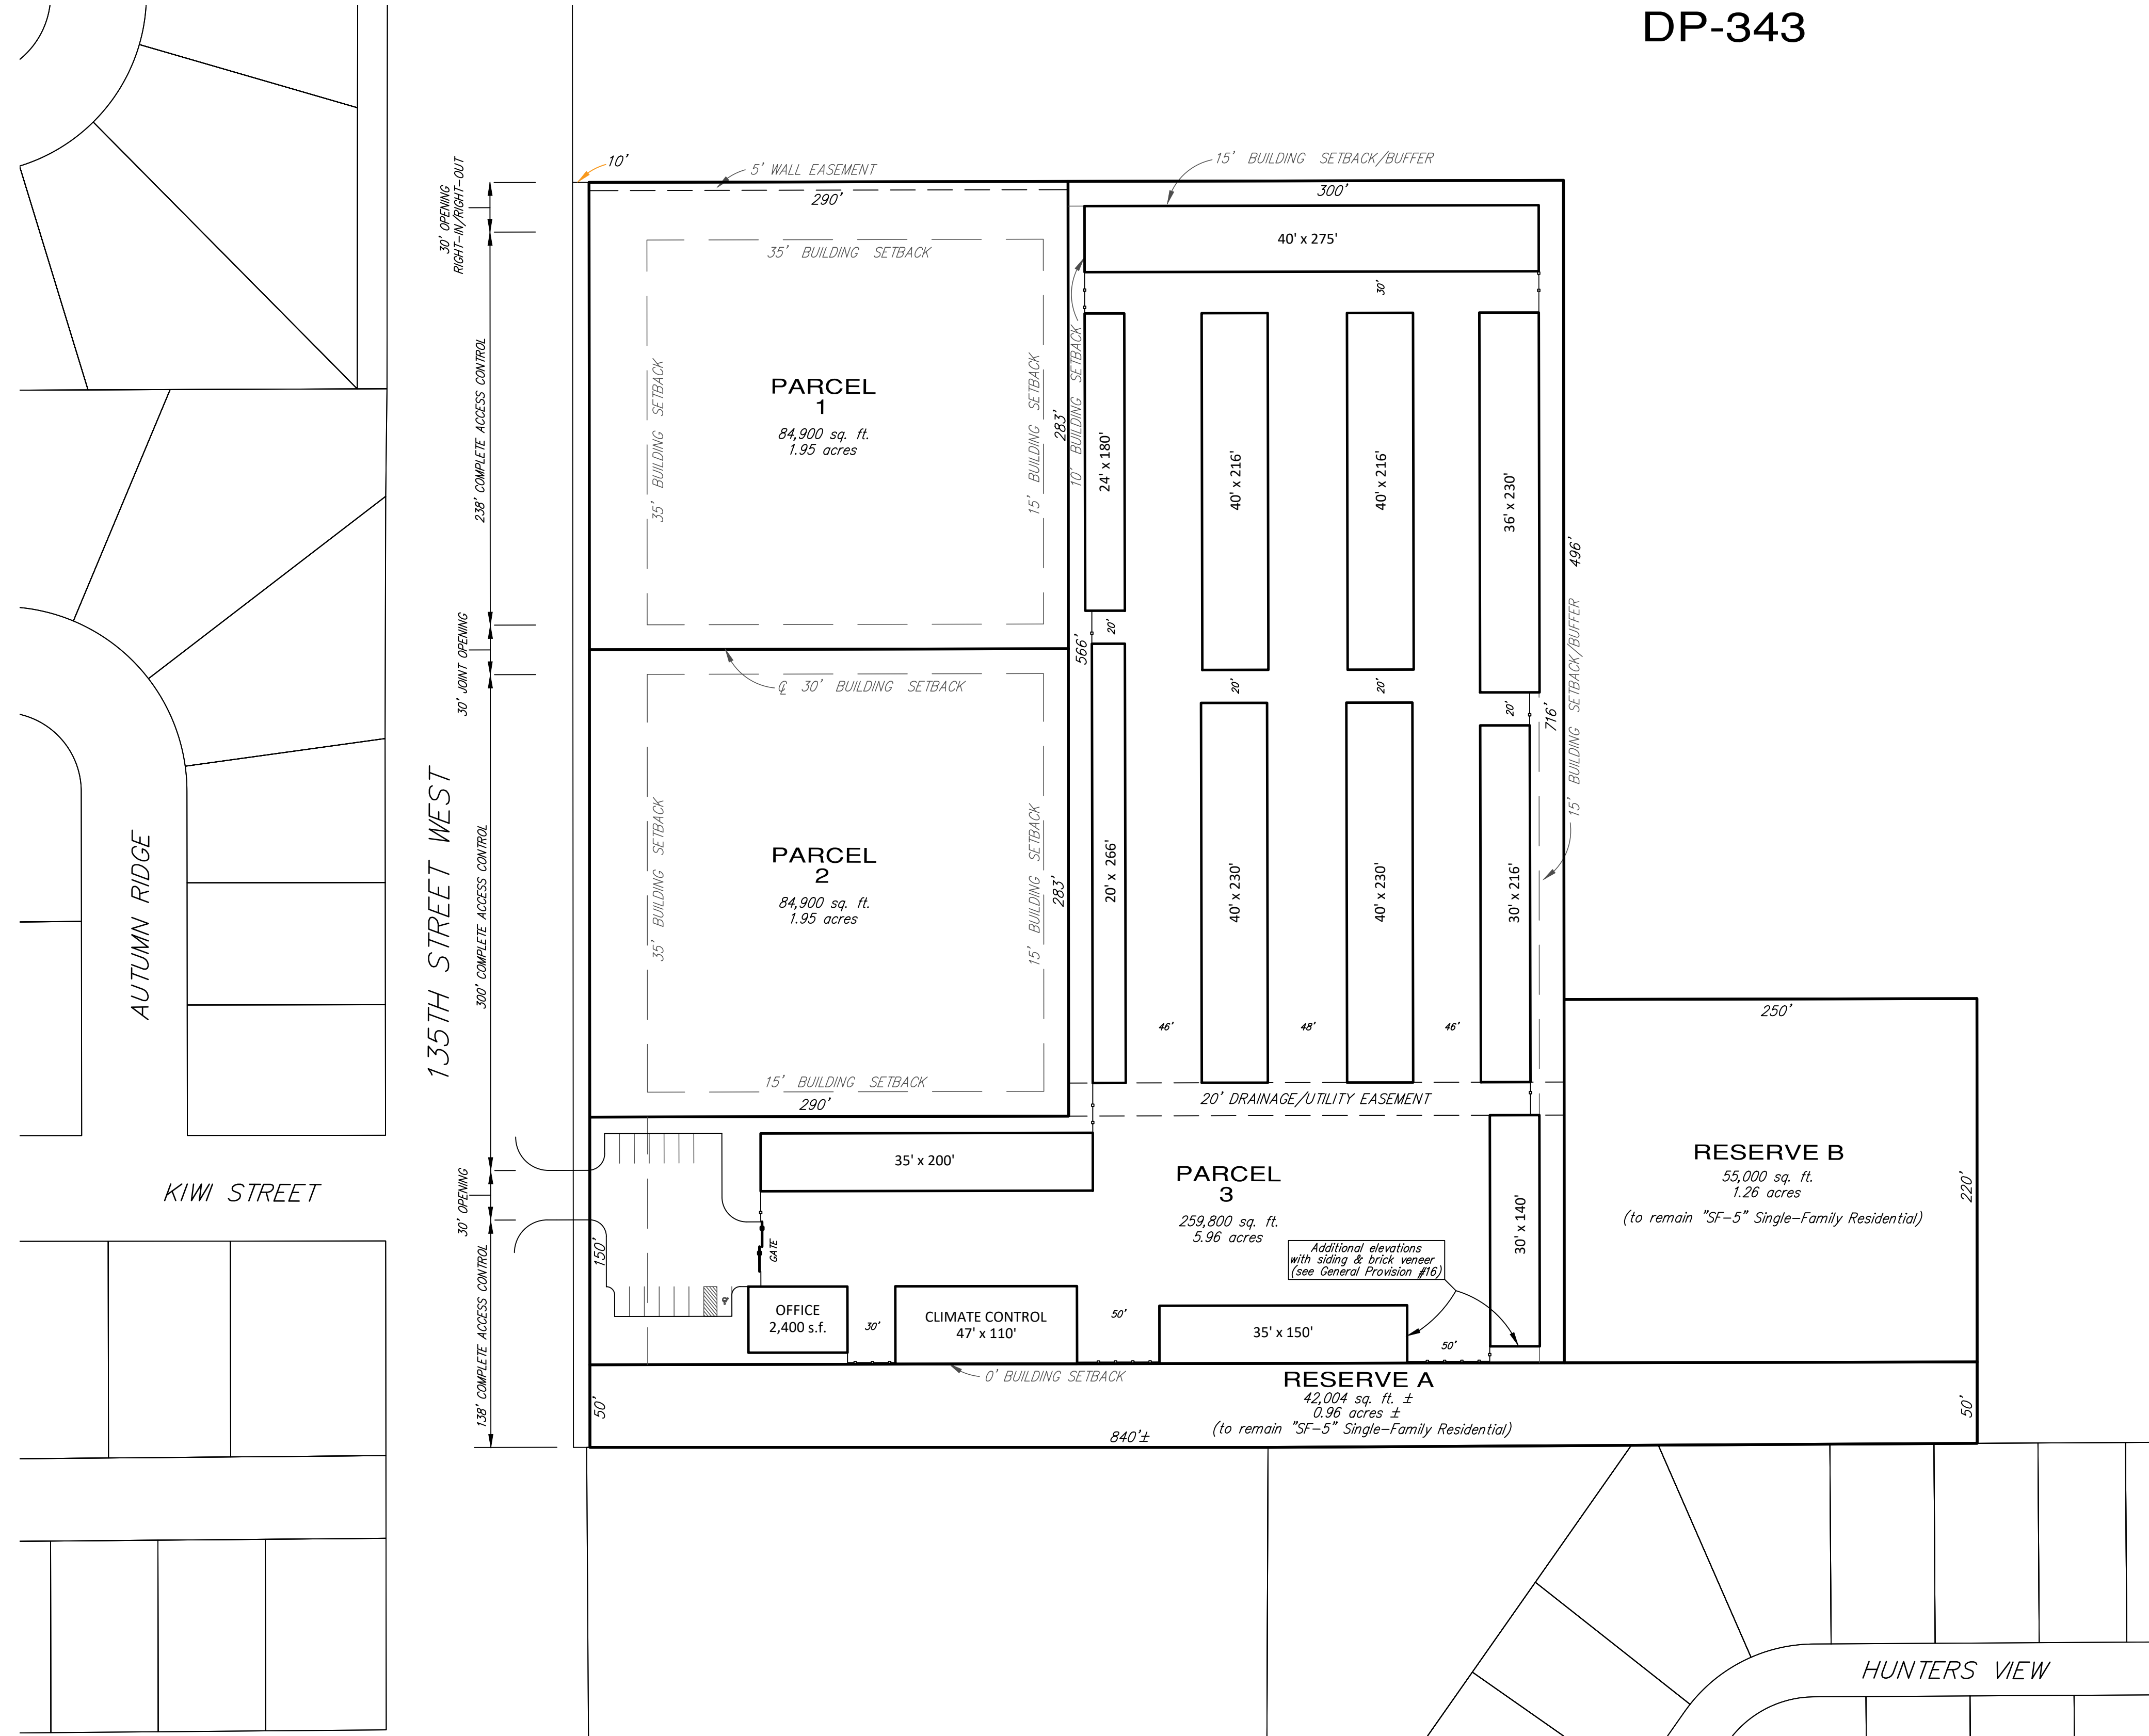 DP-343
10'
5' WALL EASEMENT
290'
15' BUILDING SETBACK/BUFFER
300'
30' OPENING
RIGHT-IN/RIGHT-OUT
35' BUILDING SETBACK
40' x 275'
30'
10' BUILDING SETBACK
238' COMPLETE ACCESS CONTROL
35' BUILDING SETBACK
PARCEL
1
84,900 sq. ft.
1.95 acres
15' BUILDING SETBACK
283'
24' x 180'
40' x 216'
40' x 216'
36' x 230'
496'
30' JOINT OPENING
566'
20'
20'
20'
20'
716'
15' BUILDING SETBACK/BUFFER
℄ 30' BUILDING SETBACK
135TH STREET WEST
AUTUMN RIDGE
300' COMPLETE ACCESS CONTROL
35' BUILDING SETBACK
PARCEL
2
84,900 sq. ft.
1.95 acres
15' BUILDING SETBACK
283'
20' x 266'
40' x 230'
40' x 230'
30' x 216'
46'
48'
46'
15' BUILDING SETBACK
290'
20' DRAINAGE/UTILITY EASEMENT
250'
KIWI STREET
30' OPENING
35' x 200'
PARCEL
3
259,800 sq. ft.
5.96 acres
30' x 140'
RESERVE B
55,000 sq. ft.
1.26 acres
(to remain "SF-5" Single-Family Residential)
220'
150'
GATE
Additional elevations
with siding & brick veneer
(see General Provision #16)
OFFICE
2,400 s.f.
30'
CLIMATE CONTROL
47' x 110'
50'
35' x 150'
50'
138' COMPLETE ACCESS CONTROL
0' BUILDING SETBACK
50'
RESERVE A
42,004 sq. ft. ±
0.96 acres ±
(to remain "SF-5" Single-Family Residential)
840'±
50'
HUNTERS VIEW